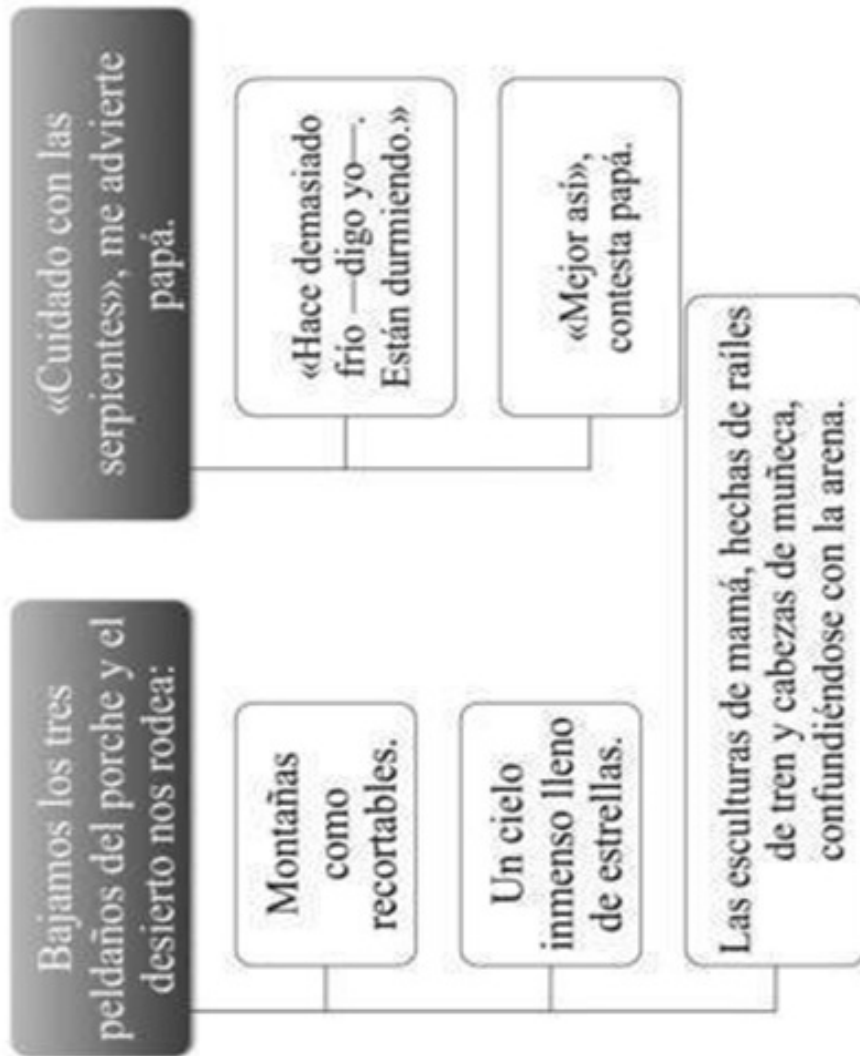 Bajamos los tres
peldaños del porche y el
desierto nos rodea:
Montañas
como
recortables.
Un cielo
inmenso lleno
de estrellas.
Las esculturas de mamá, hechas de raíles
de tren y cabezas de muñeca,
confundiéndose con la arena.
«Cuidado con las
serpientes», me advierte
papá.
«Hace demasiado
frío —digo yo—.
Están durmiendo.»
«Mejor así»,
contesta papá.